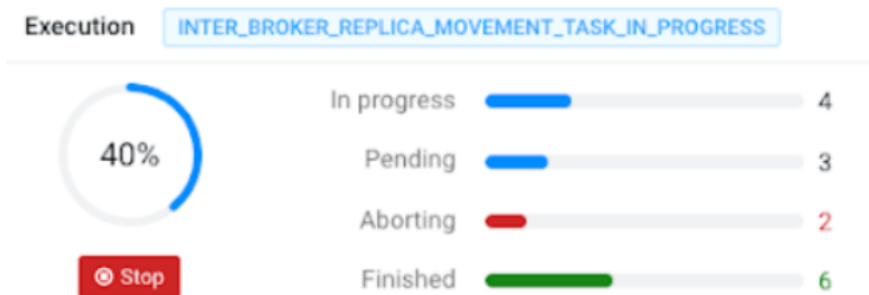 Execution INTER_BROKER_REPLICA_MOVEMENT_TASK_IN_PROGRESS
40%
In progress 4
Pending 3
Aborting 2
Finished 6
Stop